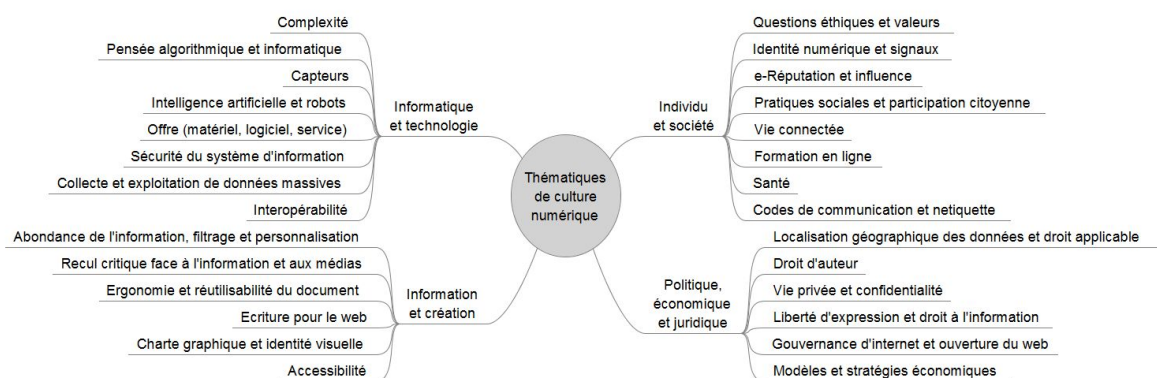 Thématiques
de culture
numérique
Informatique
et technologie
Complexité
Pensée algorithmique et informatique
Capteurs
Intelligence artificielle et robots
Offre (matériel, logiciel, service)
Sécurité du système d'information
Collecte et exploitation de données massives
Interopérabilité
Information
et création
Abondance de l'information, filtrage et personnalisation
Recul critique face à l'information et aux médias
Ergonomie et réutilisabilité du document
Ecriture pour le web
Charte graphique et identité visuelle
Accessibilité
Individu
et société
Questions éthiques et valeurs
Identité numérique et signaux
e-Réputation et influence
Pratiques sociales et participation citoyenne
Vie connectée
Formation en ligne
Santé
Codes de communication et netiquette
Politique,
économique
et juridique
Localisation géographique des données et droit applicable
Droit d'auteur
Vie privée et confidentialité
Liberté d'expression et droit à l'information
Gouvernance d'internet et ouverture du web
Modèles et stratégies économiques